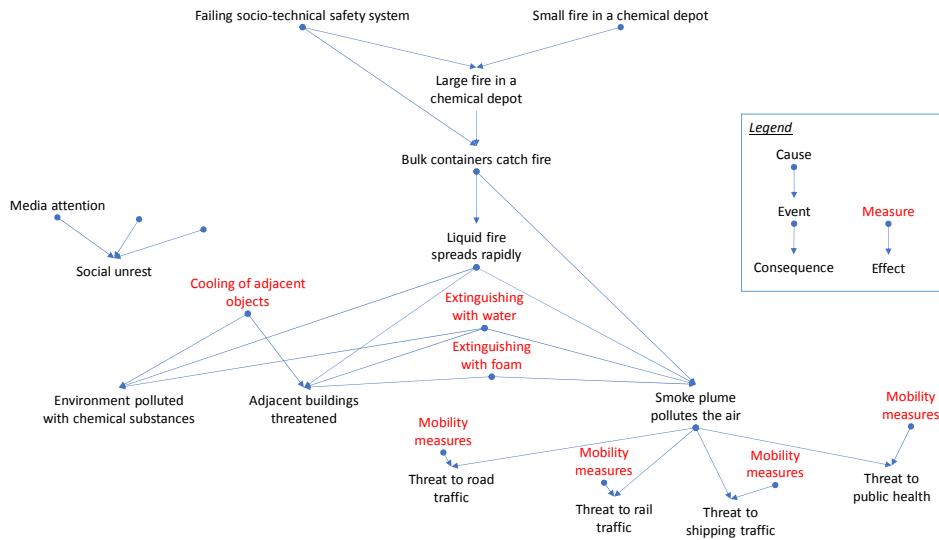 Failing socio-technical safety system
Small fire in a chemical depot
Large fire in a
chemical depot
Legend
Cause
Bulk containers catch fire
Media attention
Event
Measure
Liquid fire
spreads rapidly
Social unrest
Consequence
Effect
Cooling of adjacent
objects
Extinguishing
with water
Extinguishing
with foam
Environment polluted
with chemical substances
Adjacent buildings
threatened
Smoke plume
pollutes the air
Mobility
measures
Mobility
measures
Mobility
measures
Mobility
measures
Threat to road
traffic
Threat to rail
traffic
Threat to
shipping traffic
Threat to
public health